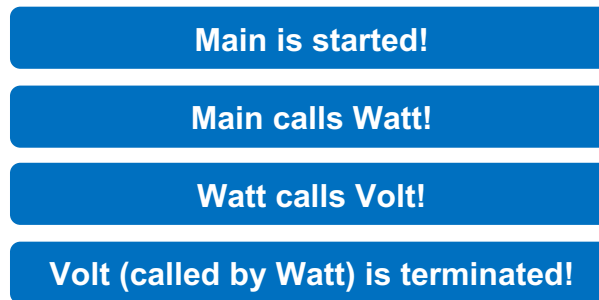 Main is started!
Main calls Watt!
Watt calls Volt!
Volt (called by Watt) is terminated!